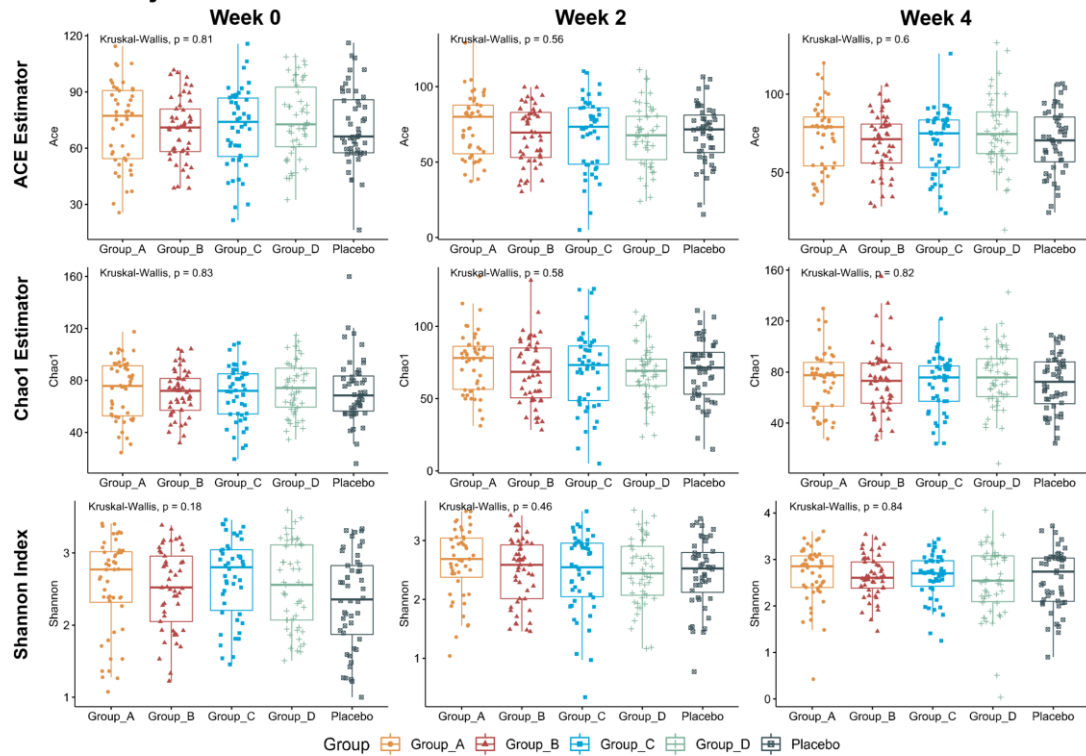 Week 0
Week 2
Week 4
ACE Estimator
Ace
120
90
60
30
Kruskal-Wallis, p = 0.81
Group_A Group_B Group_C Group_D Placebo
Ace
100
50
0
Kruskal-Wallis, p = 0.56
Group_A Group_B Group_C Group_D Placebo
Ace
100
50
Kruskal-Wallis, p = 0.6
Group_A Group_B Group_C Group_D Placebo
Chao1 Estimator
Chao1
160
120
80
40
Kruskal-Wallis, p = 0.83
Group_A Group_B Group_C Group_D Placebo
Chao1
100
50
0
Kruskal-Wallis, p = 0.58
Group_A Group_B Group_C Group_D Placebo
Chao1
160
120
80
40
Kruskal-Wallis, p = 0.82
Group_A Group_B Group_C Group_D Placebo
Shannon Index
Shannon
3
2
1
Kruskal-Wallis, p = 0.18
Group_A Group_B Group_C Group_D Placebo
Shannon
3
2
1
Kruskal-Wallis, p = 0.46
Group_A Group_B Group_C Group_D Placebo
Shannon
4
3
2
1
0
Kruskal-Wallis, p = 0.84
Group_A Group_B Group_C Group_D Placebo
Group Group_A Group_B Group_C Group_D Placebo